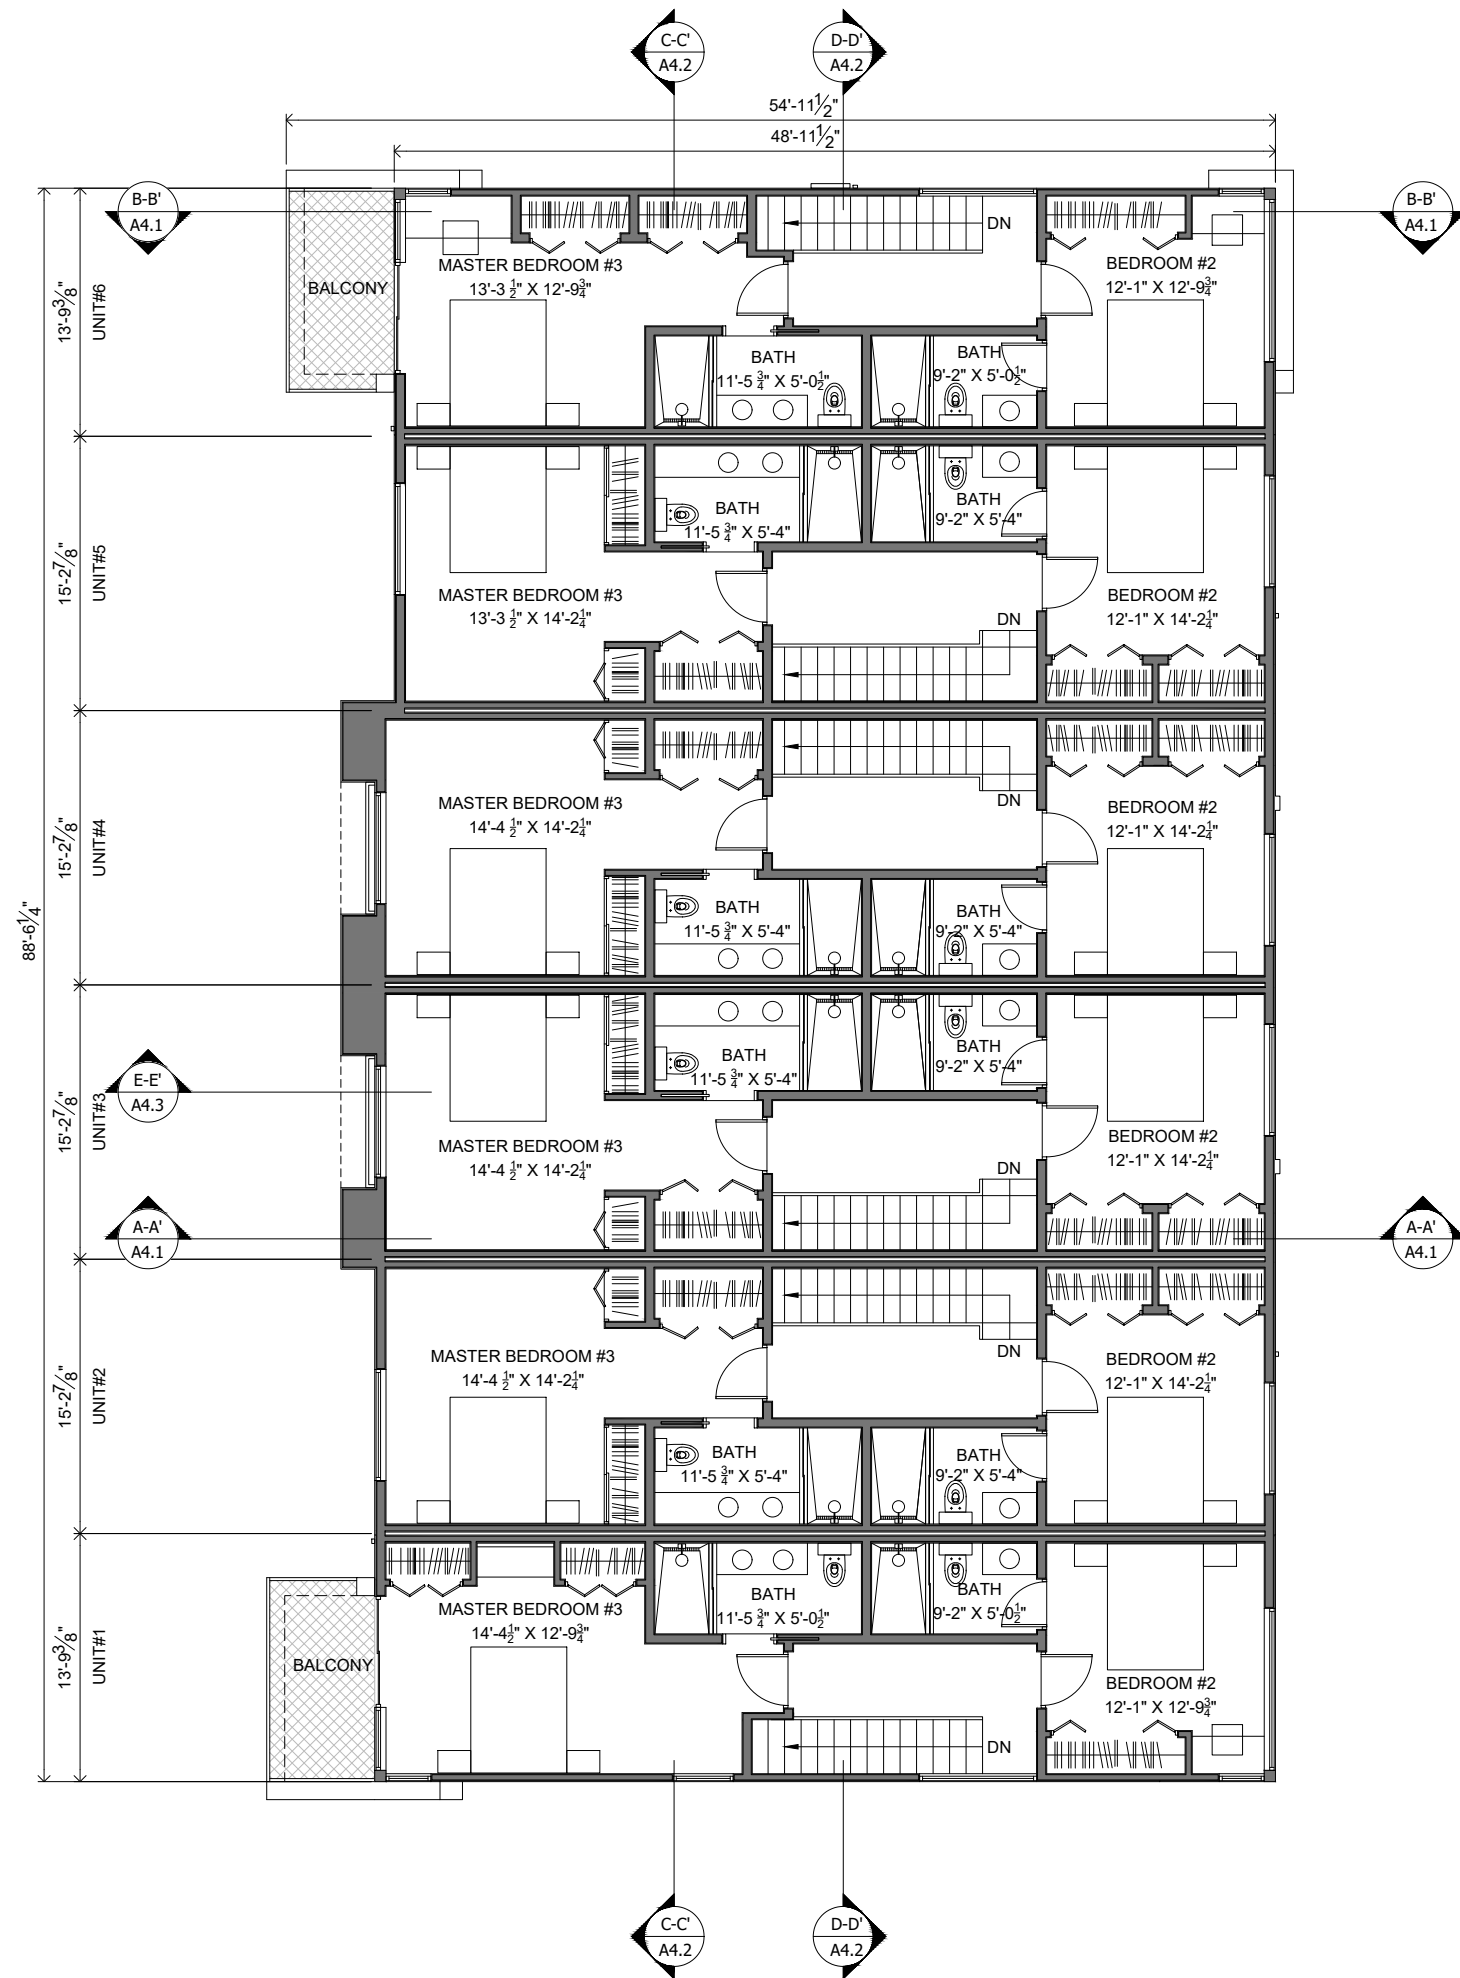 C-C'
A4.2
D-D'
A4.2
54'-11½"
48'-11½"
B-B'
A4.1
B-B'
A4.1
88'-6¼"
13'-9⅜"
UNIT#6
BALCONY
MASTER BEDROOM #3
13'-3 ½" X 12'-9¾"
DN
BEDROOM #2
12'-1" X 12'-9¾"
BATH
11'-5 ¾" X 5'-0½"
BATH
9'-2" X 5'-0½"
15'-2⅞"
UNIT#5
BATH
11'-5 ¾" X 5'-4"
BATH
9'-2" X 5'-4"
MASTER BEDROOM #3
13'-3 ½" X 14'-2¼"
DN
BEDROOM #2
12'-1" X 14'-2¼"
15'-2⅞"
UNIT#4
MASTER BEDROOM #3
14'-4 ½" X 14'-2¼"
DN
BEDROOM #2
12'-1" X 14'-2¼"
BATH
11'-5 ¾" X 5'-4"
BATH
9'-2" X 5'-4"
15'-2⅞"
UNIT#3
E-E'
A4.3
BATH
11'-5 ¾" X 5'-4"
BATH
9'-2" X 5'-4"
MASTER BEDROOM #3
14'-4 ½" X 14'-2¼"
DN
BEDROOM #2
12'-1" X 14'-2¼"
A-A'
A4.1
A-A'
A4.1
15'-2⅞"
UNIT#2
MASTER BEDROOM #3
14'-4 ½" X 14'-2¼"
DN
BEDROOM #2
12'-1" X 14'-2¼"
BATH
11'-5 ¾" X 5'-4"
BATH
9'-2" X 5'-4"
13'-9⅜"
UNIT#1
BALCONY
MASTER BEDROOM #3
14'-4½" X 12'-9¾"
BATH
11'-5 ¾" X 5'-0½"
BATH
9'-2" X 5'-0½"
BEDROOM #2
12'-1" X 12'-9¾"
DN
C-C'
A4.2
D-D'
A4.2